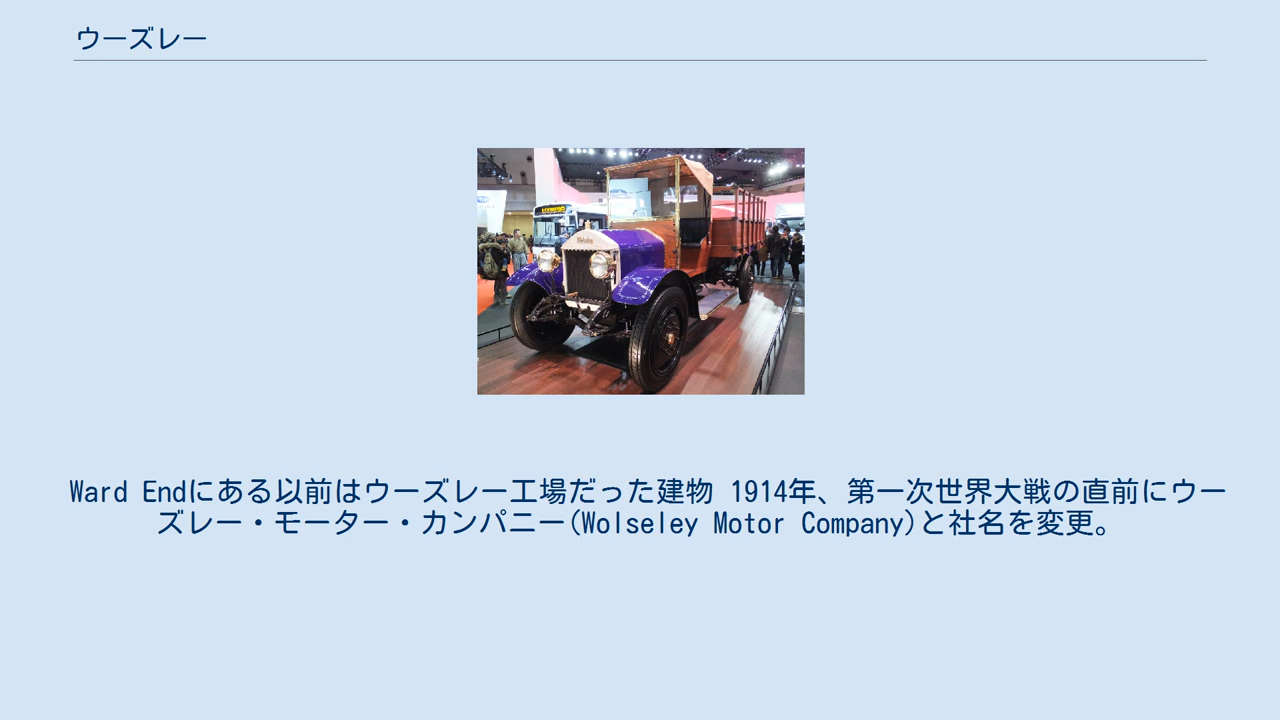 ウーズレー
Ward Endにある以前はウーズレー工場だった建物 1914年、第一次世界大戦の直前にウー
ズレー・モーター・カンパニー(Wolseley Motor Company)と社名を変更。